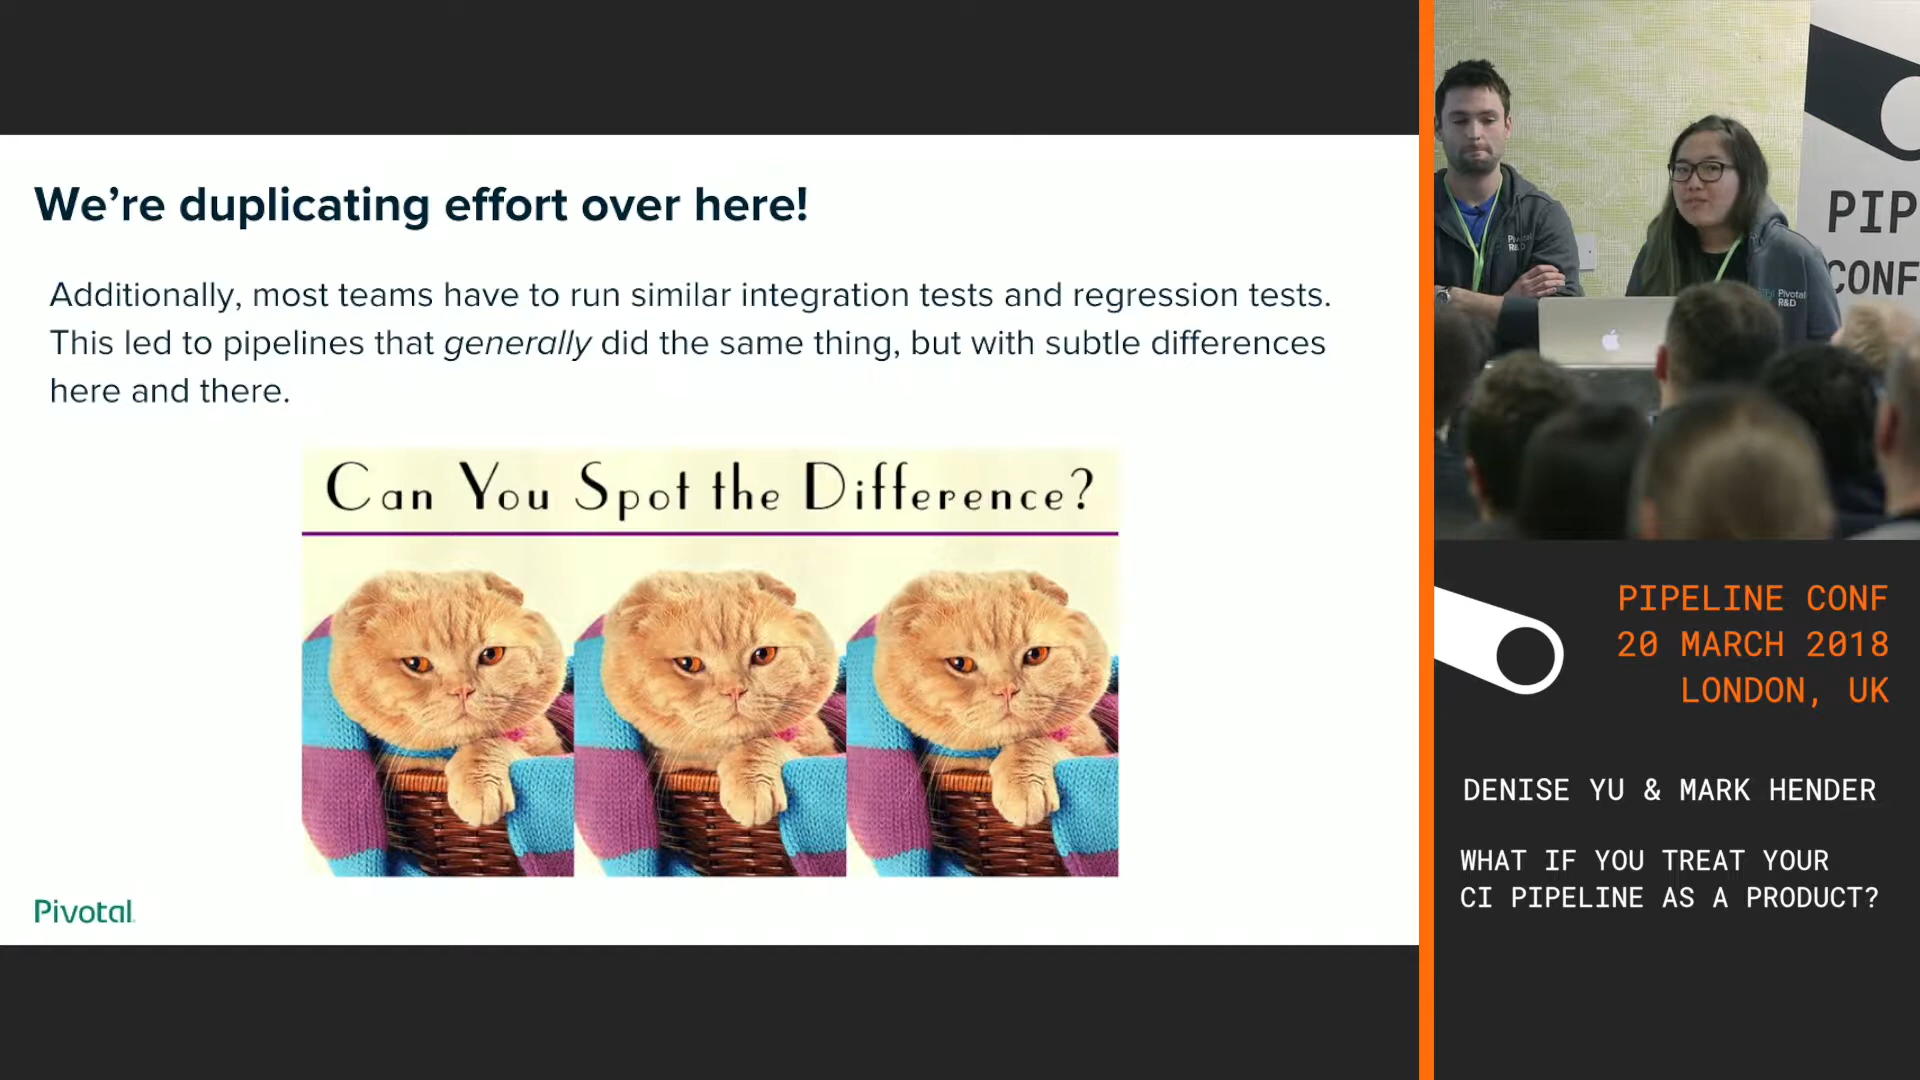 We're duplicating effort over here!
Additionally, most teams have to run similar integration tests and regression tests.
This led to pipelines that generally did the same thing, but with subtle differences
here and there.
Can You Spot the Difference?
Pivotal
PIP
CONF
Pivotal
R&D
Pivotal
R&D
PIPELINE CONF
20 MARCH 2018
LONDON, UK
DENISE YU & MARK HENDER
WHAT IF YOU TREAT YOUR
CI PIPELINE AS A PRODUCT?